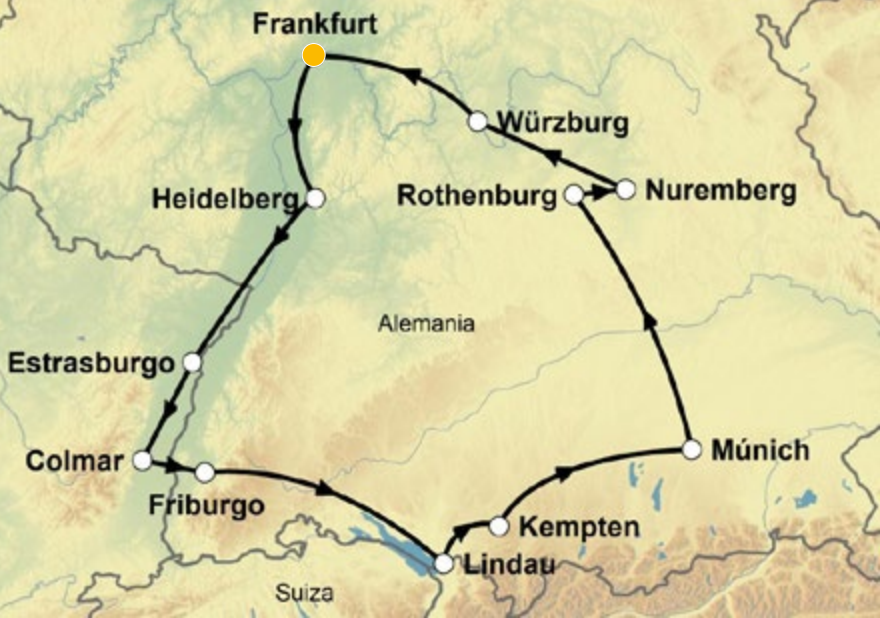 Frankfurt
Würzburg
Heidelberg
Rothenburg
Nuremberg
Alemania
Estrasburgo
Colmar
Múnich
Friburgo
Kempten
Lindau
Suiza